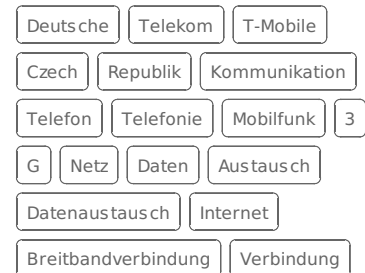 Deutsche Telekom T-Mobile
Czech Republik Kommunikation
Telefon Telefonie Mobilfunk 3
G Netz Daten Austausch
Datenaustausch Internet
Breitbandverbindung Verbindung